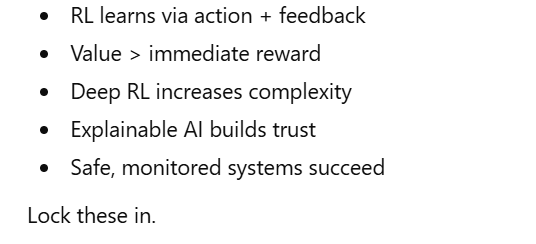 • RL learns via action + feedback
• Value > immediate reward
• Deep RL increases complexity
• Explainable AI builds trust
• Safe, monitored systems succeed
Lock these in.